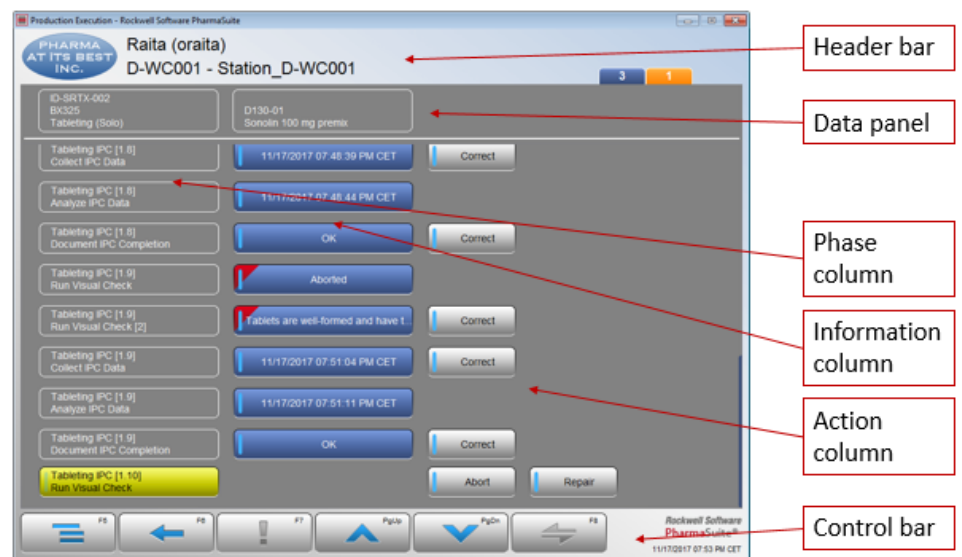 Production Execution - Rockwell Software PharmaSuite
PHARMA
AT ITS BEST
INC.
Raita (oraita)
D-WC001 - Station_D-WC001
3
1
Header bar
ID-SRTX-002
BX325
Tableting (Solo)
D130-01
Sonolin 100 mg premix
Data panel
Tableting IPC [1.8]
Collect IPC Data
11/17/2017 07:48:39 PM CET
Correct
Tableting IPC [1.8]
Analyze IPC Data
11/17/2017 07:48:44 PM CET
Tableting IPC [1.8]
Document IPC Completion
OK
Correct
Phase
column
Tableting IPC [1.9]
Run Visual Check
Aborted
Tableting IPC [1.9]
Run Visual Check [2]
Tablets are well-formed and have t...
Correct
Information
column
Tableting IPC [1.9]
Collect IPC Data
11/17/2017 07:51:04 PM CET
Correct
Tableting IPC [1.9]
Analyze IPC Data
11/17/2017 07:51:11 PM CET
Action
column
Tableting IPC [1.9]
Document IPC Completion
OK
Correct
Tableting IPC [1.10]
Run Visual Check
Abort
Repair
F5
F6
F7
PgUp
PgDn
F8
Rockwell Software
PharmaSuite®
11/17/2017 07:53 PM CET
Control bar